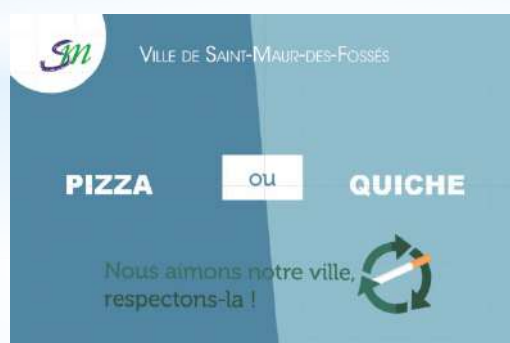 SM
VILLE DE SAINT-MAUR-DES-FOSSÉS
PIZZA ou QUICHE
Nous aimons notre ville,
respectons-la !